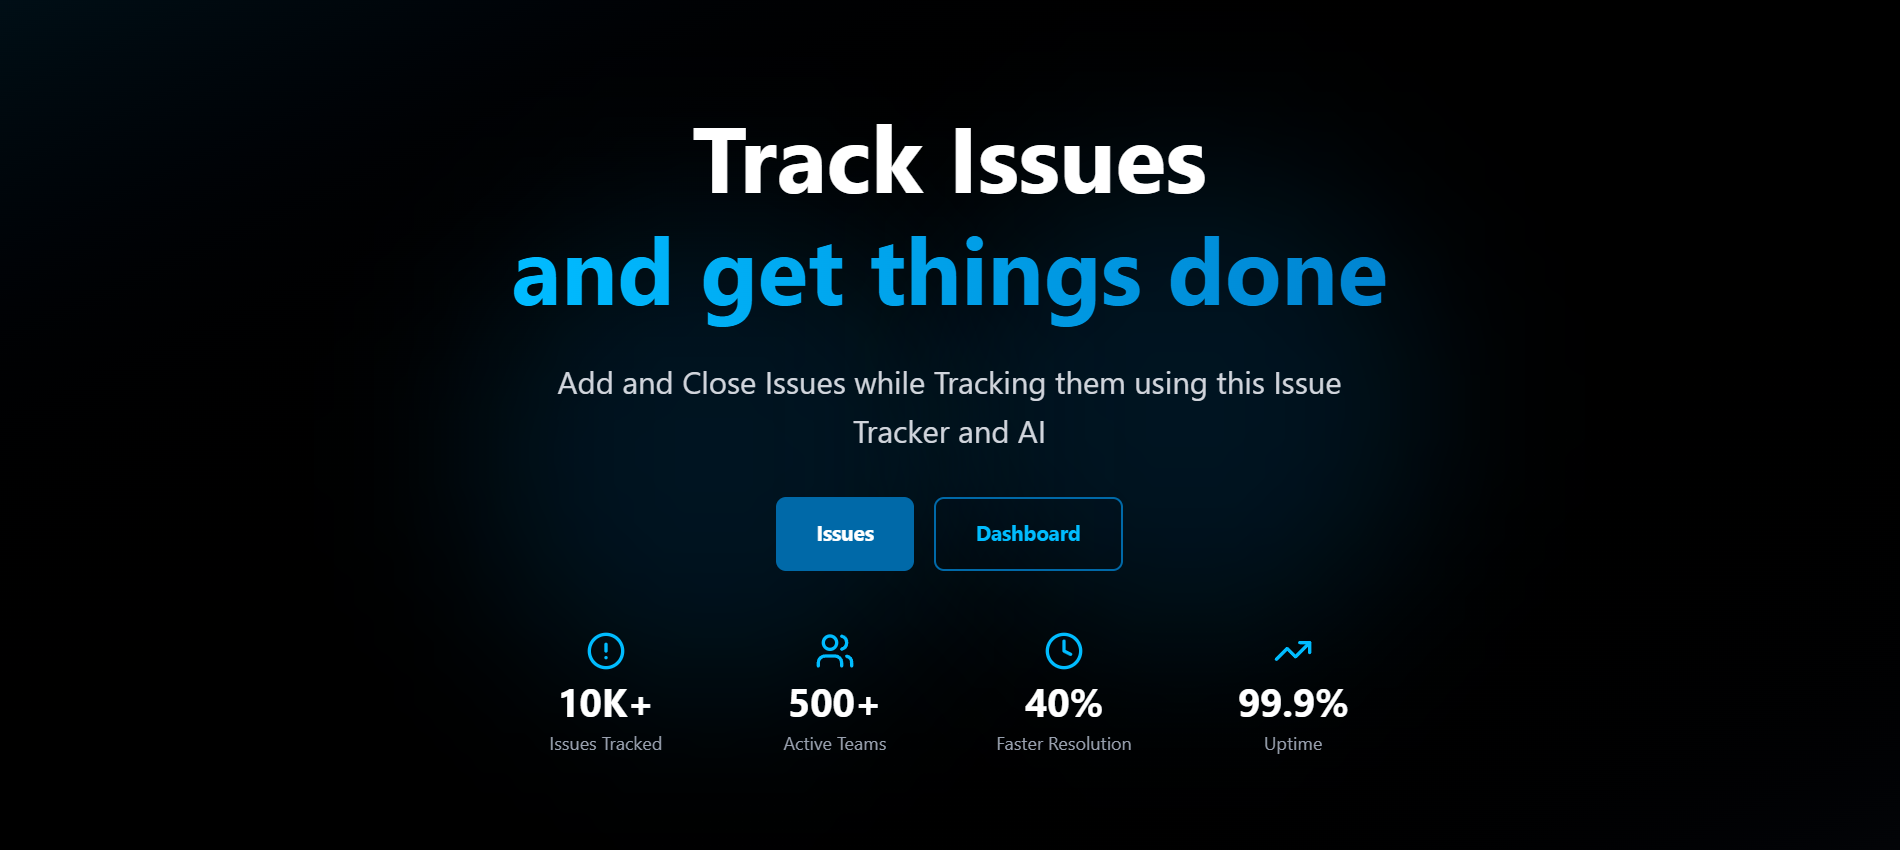 Track Issues
and get things done
Add and Close Issues while Tracking them using this Issue
Tracker and AI
Issues
Dashboard
10K+
500+
40%
99.9%
Issues Tracked
Active Teams
Faster Resolution
Uptime